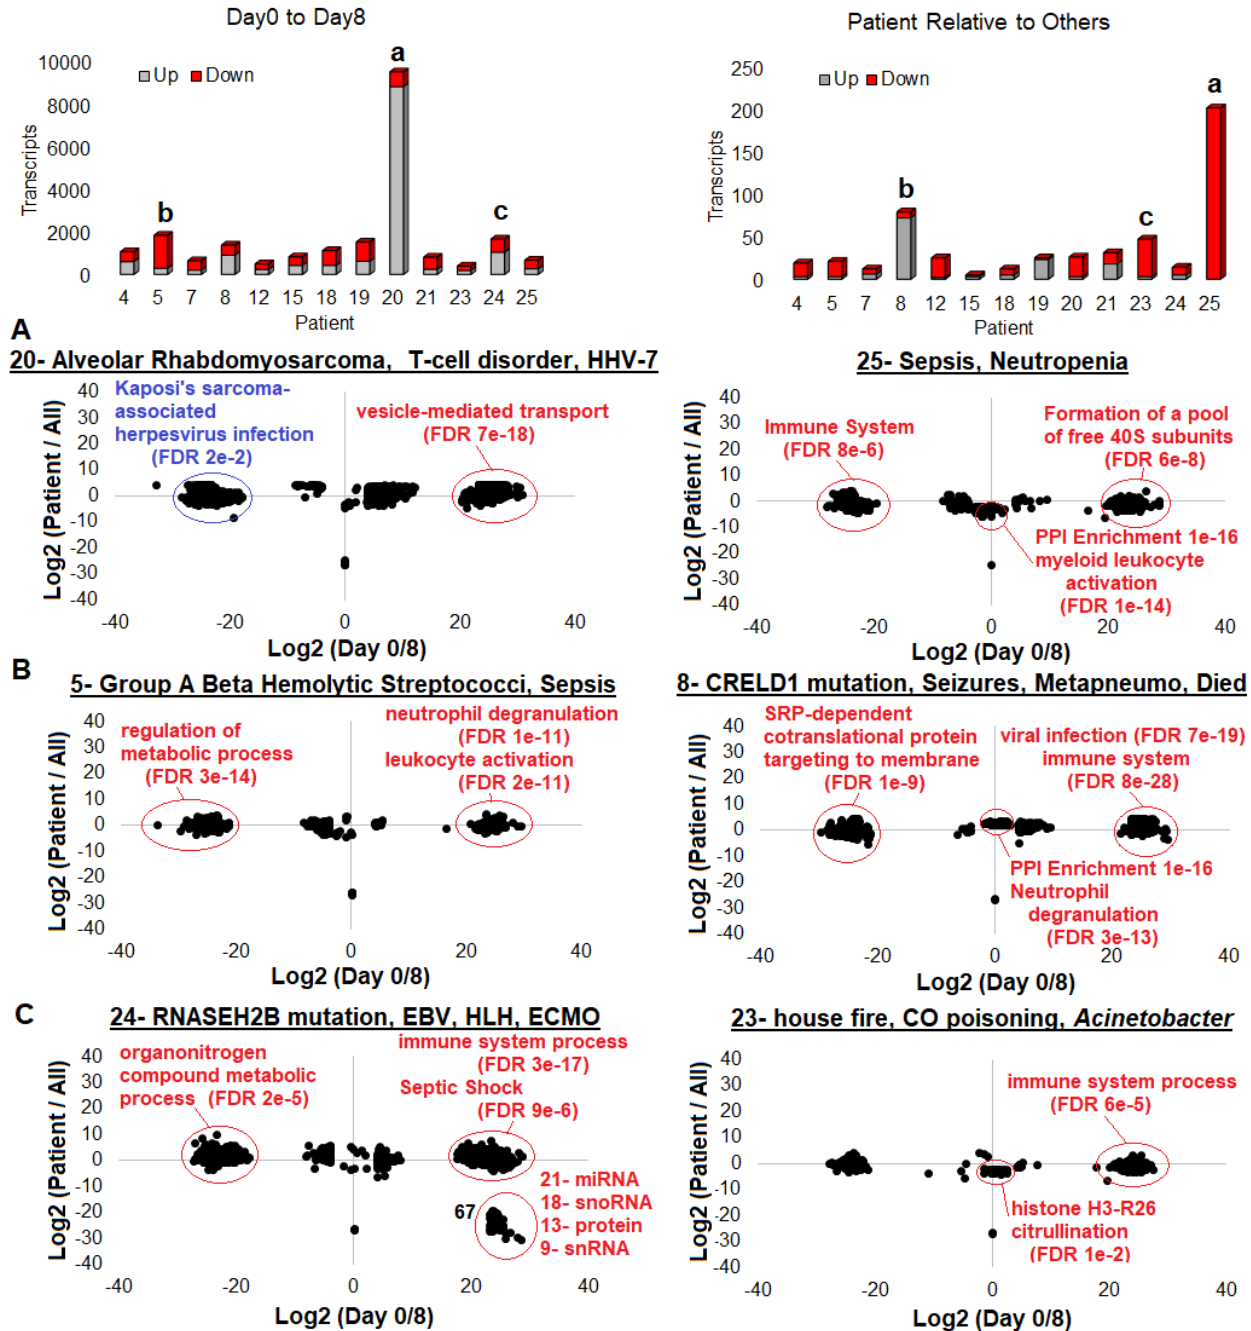 Day0 to Day8
Up Down
Transcripts
10000
8000
6000
4000
2000
0
a
b
c
4 5 7 8 12 15 18 19 20 21 23 24 25
Patient
Patient Relative to Others
Up Down
Transcripts
250
200
150
100
50
0
a
b
c
4 5 7 8 12 15 18 19 20 21 23 24 25
Patient
A
20- Alveolar Rhabdomyosarcoma, T-cell disorder, HHV-7
Log2 (Patient / All)
40
30
20
10
0
-10
-20
-30
-40
Kaposi's sarcoma-
associated
herpesvirus infection
(FDR 2e-2)
vesicle-mediated transport
(FDR 7e-18)
-40 -20 0 20 40
Log2 (Day 0/8)
25- Sepsis, Neutropenia
Log2 (Patient / All)
40
30
20
10
0
-10
-20
-30
-40
Immune System
(FDR 8e-6)
Formation of a pool
of free 40S subunits
(FDR 6e-8)
PPI Enrichment 1e-16
myeloid leukocyte
activation
(FDR 1e-14)
-40 -20 0 20 40
Log2 (Day 0/8)
B
5- Group A Beta Hemolytic Streptococci, Sepsis
Log2 (Patient / All)
40
30
20
10
0
-10
-20
-30
-40
regulation of
metabolic process
(FDR 3e-14)
neutrophil degranulation
(FDR 1e-11)
leukocyte activation
(FDR 2e-11)
-40 -20 0 20 40
Log2 (Day 0/8)
8- CRELD1 mutation, Seizures, Metapneumo, Died
Log2 (Patient / All)
40
30
20
10
0
-10
-20
-30
-40
SRP-dependent
cotranslational protein
targeting to membrane
(FDR 1e-9)
viral infection (FDR 7e-19)
immune system
(FDR 8e-28)
PPI Enrichment 1e-16
Neutrophil
degranulation
(FDR 3e-13)
-40 -20 0 20 40
Log2 (Day 0/8)
C
24- RNASEH2B mutation, EBV, HLH, ECMO
Log2 (Patient / All)
40
30
20
10
0
-10
-20
-30
-40
organonitrogen
compound metabolic
process (FDR 2e-5)
immune system process
(FDR 3e-17)
Septic Shock
(FDR 9e-6)
67
21- miRNA
18- snoRNA
13- protein
9- snRNA
-40 -20 0 20 40
Log2 (Day 0/8)
23- house fire, CO poisoning, Acinetobacter
Log2 (Patient / All)
40
30
20
10
0
-10
-20
-30
-40
immune system process
(FDR 6e-5)
histone H3-R26
citrullination
(FDR 1e-2)
-40 -20 0 20 40
Log2 (Day 0/8)